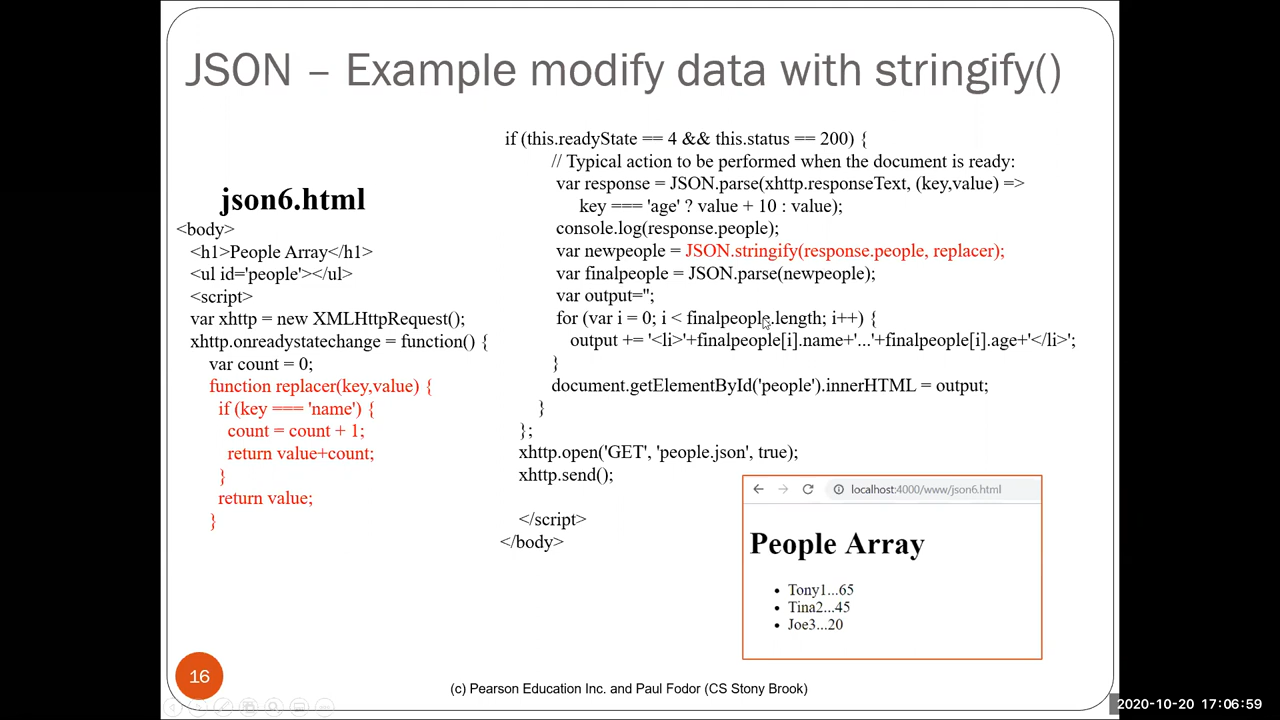 JSON – Example modify data with stringify()
json6.html
<body>
<h1>People Array</h1>
<ul id='people'></ul>
<script>
var xhttp = new XMLHttpRequest();
xhttp.onreadystatechange = function() {
var count = 0;
function replacer(key,value) {
if (key === 'name') {
count = count + 1;
return value+count;
}
return value;
}
if (this.readyState == 4 && this.status == 200) {
// Typical action to be performed when the document is ready:
var response = JSON.parse(xhttp.responseText, (key,value) =>
key === 'age' ? value + 10 : value);
console.log(response.people);
var newpeople = JSON.stringify(response.people, replacer);
var finalpeople = JSON.parse(newpeople);
var output='';
for (var i = 0; i < finalpeople.length; i++) {
output += '<li>'+finalpeople[i].name+'...'+finalpeople[i].age+'</li>';
}
document.getElementById('people').innerHTML = output;
}
};
xhttp.open('GET', 'people.json', true);
xhttp.send();
</script>
</body>
localhost:4000/www/json6.html
People Array
• Tony1...65
• Tina2...45
• Joe3...20
16
(c) Pearson Education Inc. and Paul Fodor (CS Stony Brook)
2020-10-20 17:06:59